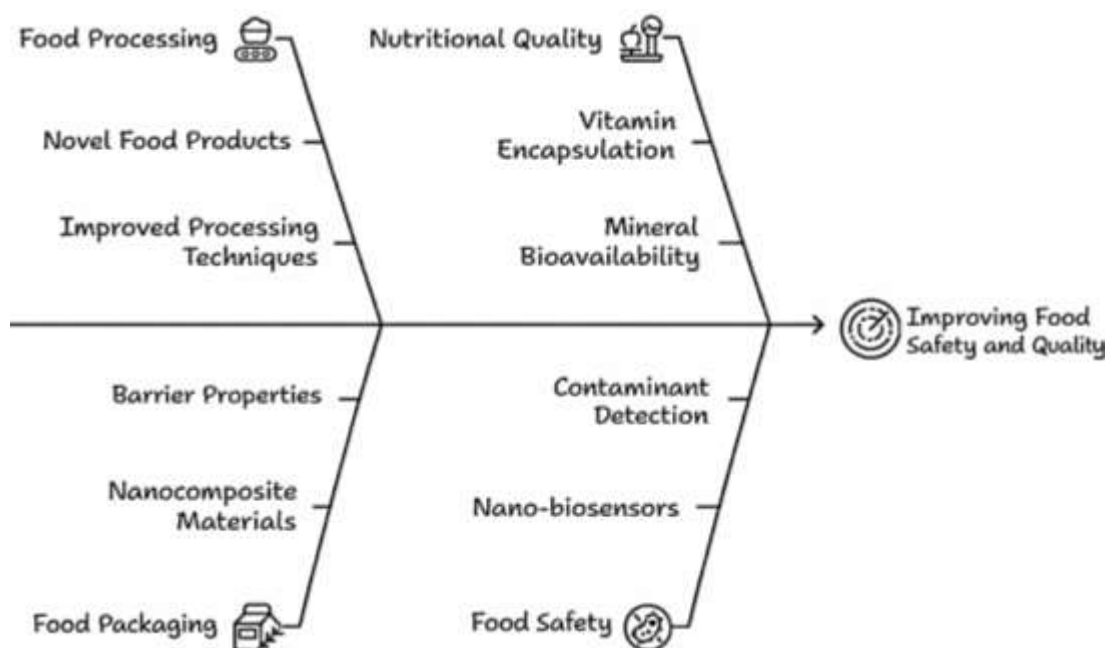 Food Processing
Nutritional Quality
Novel Food Products
Vitamin
Encapsulation
Improved Processing
Techniques
Mineral
Bioavailability
Improving Food
Safety and Quality
Barrier Properties
Contaminant
Detection
Nanocomposite
Materials
Nano-biosensors
Food Packaging
Food Safety